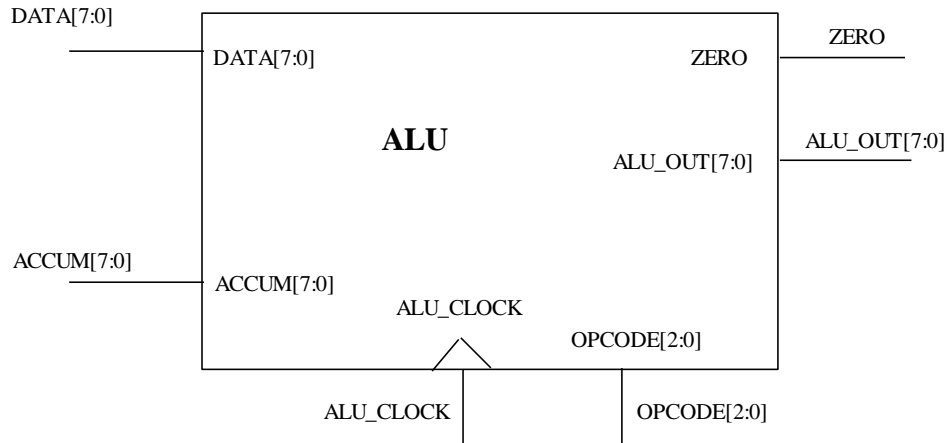 DATA[7:0]
DATA[7:0]
ZERO
ZERO
ALU
ALU_OUT[7:0]
ALU_OUT[7:0]
ACCUM[7:0]
ACCUM[7:0]
ALU_CLOCK
OPCODE[2:0]
ALU_CLOCK
OPCODE[2:0]